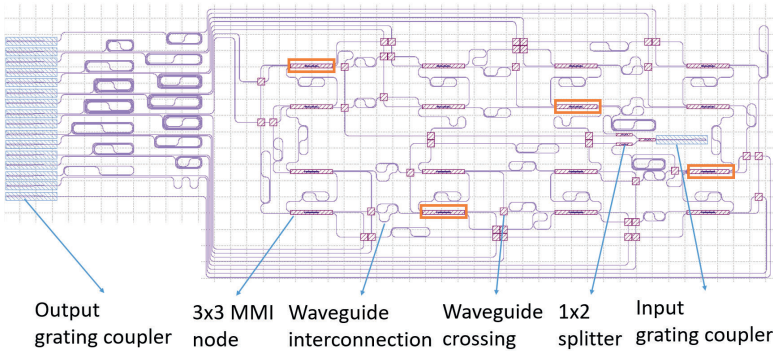 Output
grating coupler
3x3 MMI
node
Waveguide
interconnection
Waveguide
crossing
1x2
splitter
Input
grating coupler